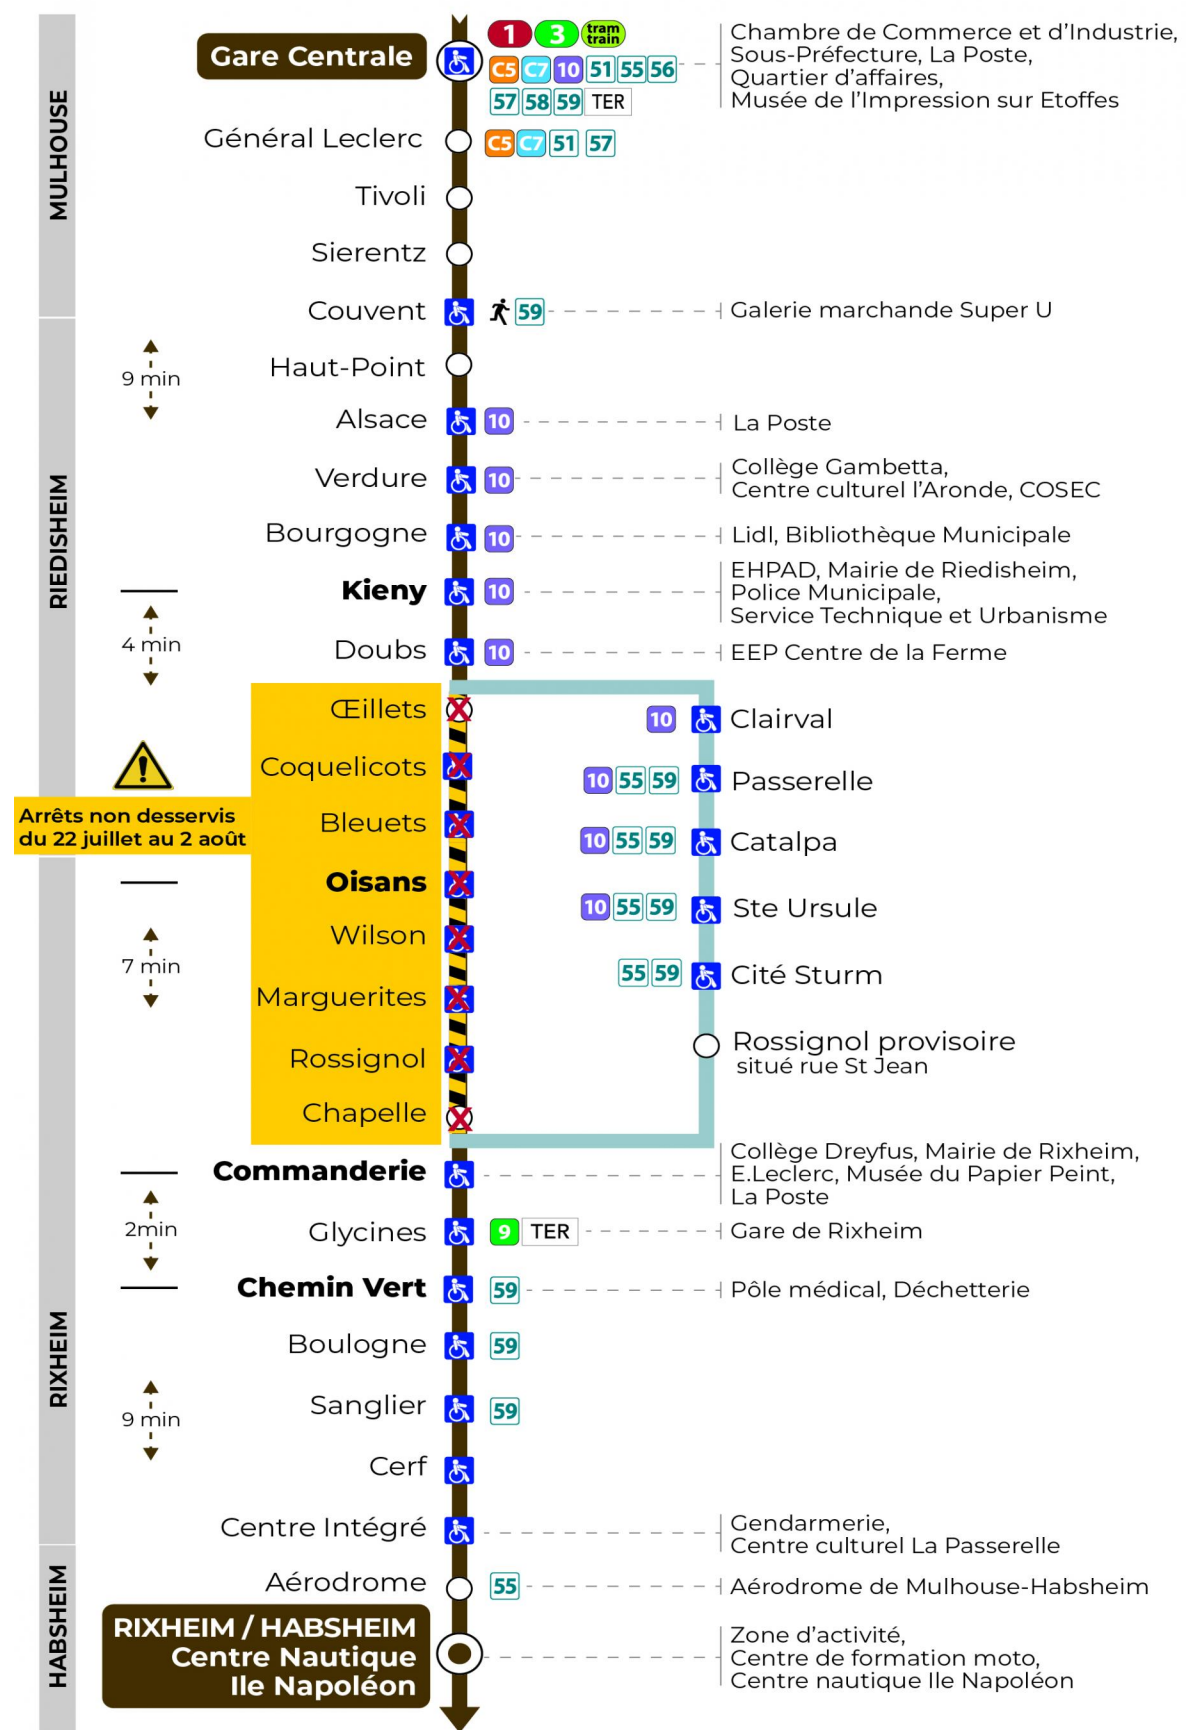 MULHOUSE
Gare Centrale
1 3 tram train
C5 C7 10 51 55 56
57 58 59 TER
Chambre de Commerce et d'Industrie,
Sous-Préfecture, La Poste,
Quartier d'affaires,
Musée de l'Impression sur Etoffes
Général Leclerc C5 C7 51 57
Tivoli
Sierentz
Couvent 59 Galerie marchande Super U
RIEDISHEIM
9 min
Haut-Point
Alsace 10 La Poste
Verdure 10
Collège Gambetta,
Centre culturel l'Aronde, COSEC
Bourgogne 10 Lidl, Bibliothèque Municipale
Kieny 10
EHPAD, Mairie de Riedisheim,
Police Municipale,
Service Technique et Urbanisme
4 min
Doubs 10 EEP Centre de la Ferme
Œillets
Coquelicots
Bleuets
Arrêts non desservis
du 22 juillet au 2 août
Oisans
7 min
Wilson
Marguerites
Rossignol
Chapelle
10 Clairval
10 55 59 Passerelle
10 55 59 Catalpa
10 55 59 Ste Ursule
55 59 Cité Sturm
Rossignol provisoire
situé rue St Jean
RIXHEIM
Commanderie
Collège Dreyfus, Mairie de Rixheim,
E.Leclerc, Musée du Papier Peint,
La Poste
2min
Glycines 9 TER Gare de Rixheim
Chemin Vert 59 Pôle médical, Déchetterie
Boulogne 59
Sanglier 59
9 min
Cerf
Centre Intégré
Gendarmerie,
Centre culturel La Passerelle
HABSHEIM
Aérodrome 55 Aérodrome de Mulhouse-Habsheim
RIXHEIM / HABSHEIM
Centre Nautique
Ile Napoléon
Zone d'activité,
Centre de formation moto,
Centre nautique Ile Napoléon